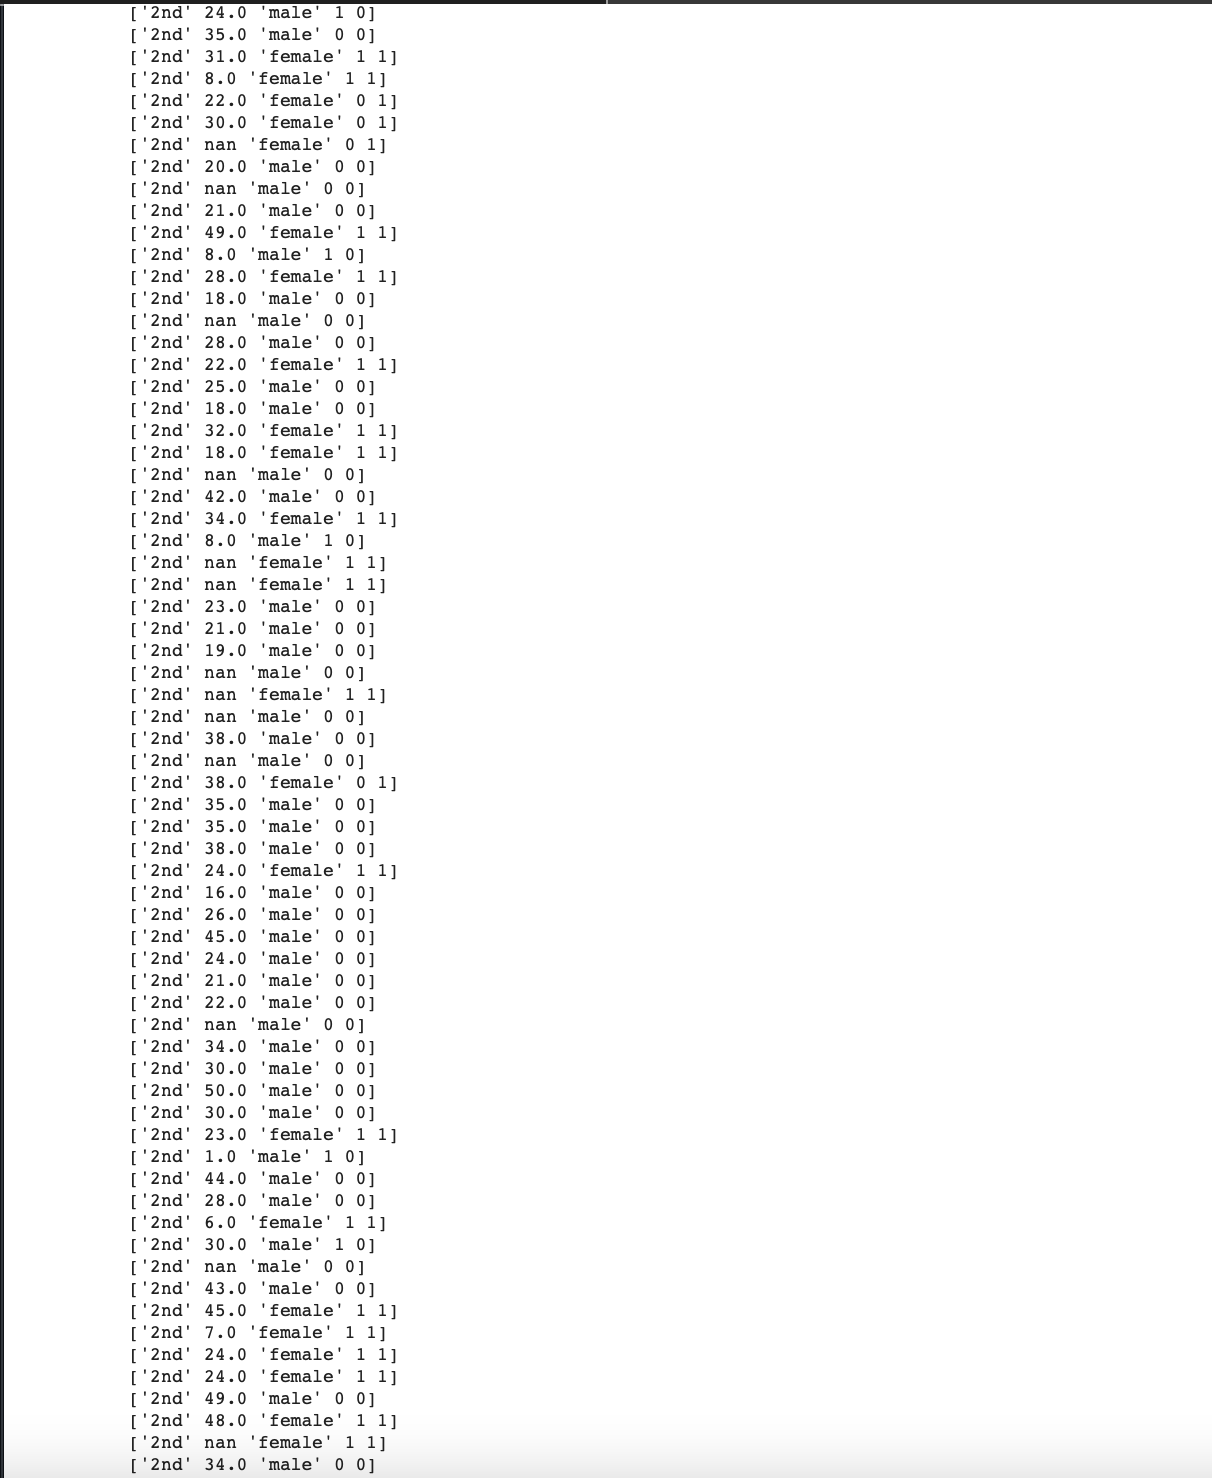 ['2nd' 24.0 'male' 1 0]
['2nd' 35.0 'male' 0 0]
['2nd' 31.0 'female' 1 1]
['2nd' 8.0 'female' 1 1]
['2nd' 22.0 'female' 0 1]
['2nd' 30.0 'female' 0 1]
['2nd' nan 'female' 0 1]
['2nd' 20.0 'male' 0 0]
['2nd' nan 'male' 0 0]
['2nd' 21.0 'male' 0 0]
['2nd' 49.0 'female' 1 1]
['2nd' 8.0 'male' 1 0]
['2nd' 28.0 'female' 1 1]
['2nd' 18.0 'male' 0 0]
['2nd' nan 'male' 0 0]
['2nd' 28.0 'male' 0 0]
['2nd' 22.0 'female' 1 1]
['2nd' 25.0 'male' 0 0]
['2nd' 18.0 'male' 0 0]
['2nd' 32.0 'female' 1 1]
['2nd' 18.0 'female' 1 1]
['2nd' nan 'male' 0 0]
['2nd' 42.0 'male' 0 0]
['2nd' 34.0 'female' 1 1]
['2nd' 8.0 'male' 1 0]
['2nd' nan 'female' 1 1]
['2nd' nan 'female' 1 1]
['2nd' 23.0 'male' 0 0]
['2nd' 21.0 'male' 0 0]
['2nd' 19.0 'male' 0 0]
['2nd' nan 'male' 0 0]
['2nd' nan 'female' 1 1]
['2nd' nan 'male' 0 0]
['2nd' 38.0 'male' 0 0]
['2nd' nan 'male' 0 0]
['2nd' 38.0 'female' 0 1]
['2nd' 35.0 'male' 0 0]
['2nd' 35.0 'male' 0 0]
['2nd' 38.0 'male' 0 0]
['2nd' 24.0 'female' 1 1]
['2nd' 16.0 'male' 0 0]
['2nd' 26.0 'male' 0 0]
['2nd' 45.0 'male' 0 0]
['2nd' 24.0 'male' 0 0]
['2nd' 21.0 'male' 0 0]
['2nd' 22.0 'male' 0 0]
['2nd' nan 'male' 0 0]
['2nd' 34.0 'male' 0 0]
['2nd' 30.0 'male' 0 0]
['2nd' 50.0 'male' 0 0]
['2nd' 30.0 'male' 0 0]
['2nd' 23.0 'female' 1 1]
['2nd' 1.0 'male' 1 0]
['2nd' 44.0 'male' 0 0]
['2nd' 28.0 'male' 0 0]
['2nd' 6.0 'female' 1 1]
['2nd' 30.0 'male' 1 0]
['2nd' nan 'male' 0 0]
['2nd' 43.0 'male' 0 0]
['2nd' 45.0 'female' 1 1]
['2nd' 7.0 'female' 1 1]
['2nd' 24.0 'female' 1 1]
['2nd' 24.0 'female' 1 1]
['2nd' 49.0 'male' 0 0]
['2nd' 48.0 'female' 1 1]
['2nd' nan 'female' 1 1]
['2nd' 34.0 'male' 0 0]